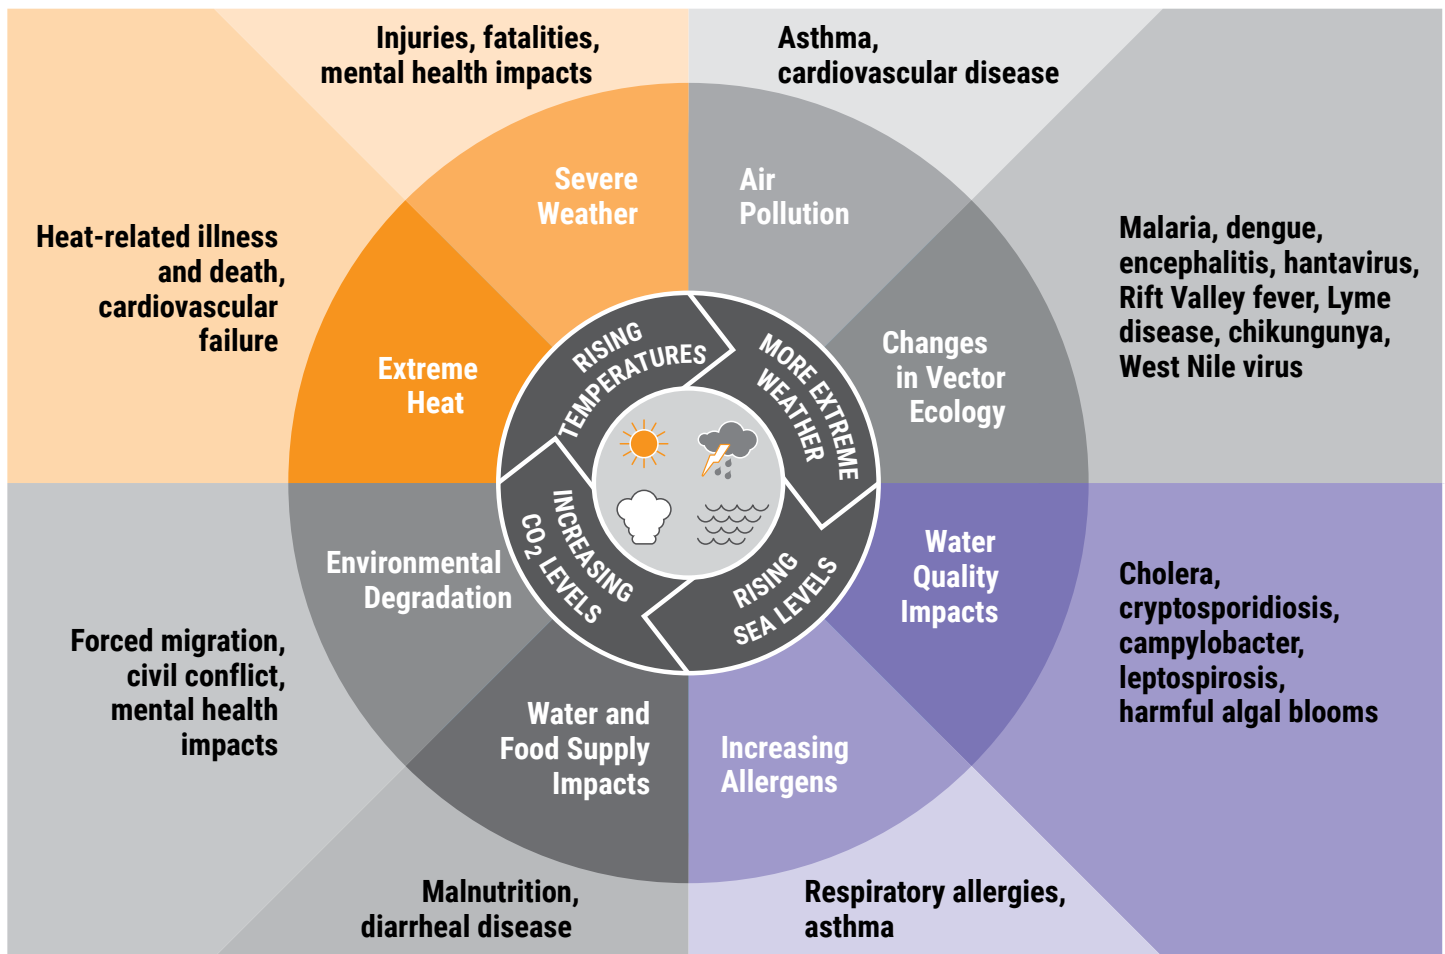 Injuries, fatalities,
mental health impacts
Asthma,
cardiovascular disease
Severe
Weather
Air
Pollution
Heat-related illness
and death,
cardiovascular
failure
Extreme
Heat
Changes
in Vector
Ecology
Malaria, dengue,
encephalitis, hantavirus,
Rift Valley fever, Lyme
disease, chikungunya,
West Nile virus
RISING
TEMPERATURES
MORE EXTREME
WEATHER
INCREASING
CO2 LEVELS
RISING
SEA LEVELS
Environmental
Degradation
Water
Quality
Impacts
Forced migration,
civil conflict,
mental health
impacts
Cholera,
cryptosporidiosis,
campylobacter,
leptospirosis,
harmful algal blooms
Water and
Food Supply
Impacts
Increasing
Allergens
Malnutrition,
diarrheal disease
Respiratory allergies,
asthma